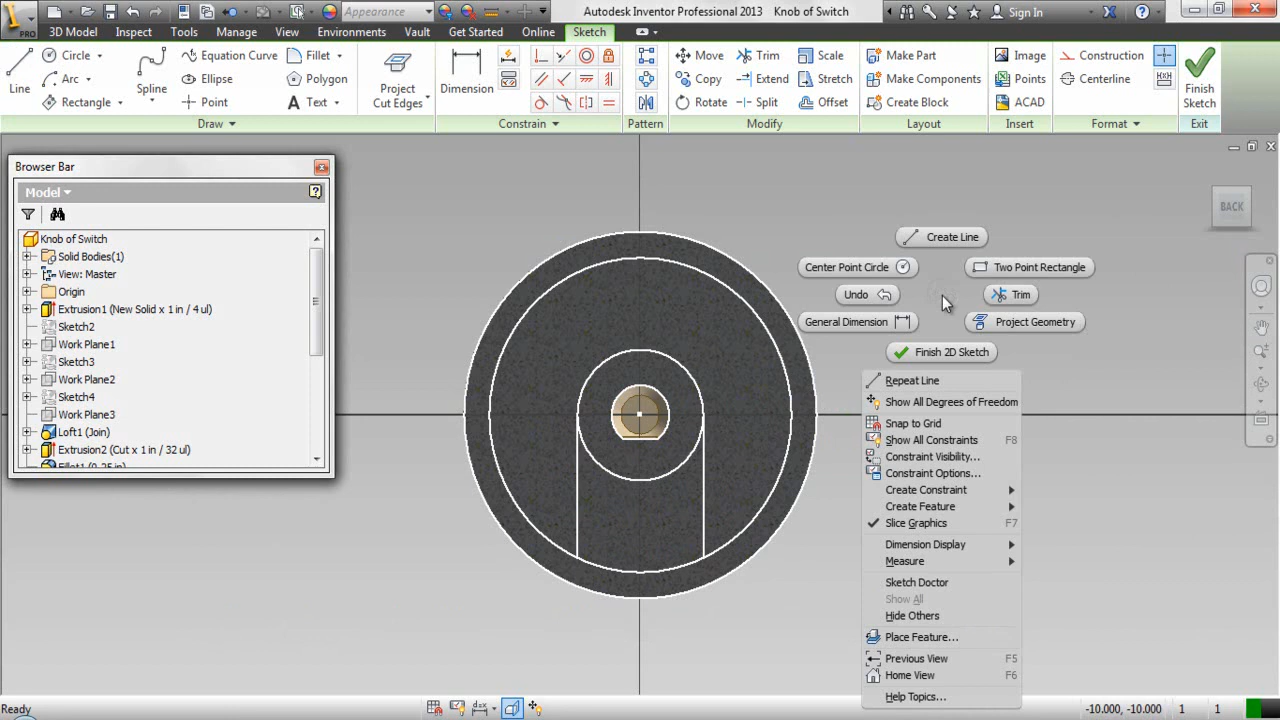 Appearance
Autodesk Inventor Professional 2013 Knob of Switch
Sign In
PRO
3D Model Inspect Tools Manage View Environments Vault Get Started Online Sketch
Line
Circle
Arc
Rectangle
Spline
Equation Curve
Ellipse
Point
Fillet
Polygon
Text
Project
Cut Edges
Dimension
Move
Copy
Rotate
Trim
Extend
Split
Scale
Stretch
Offset
Make Part
Make Components
Create Block
Image
Points
ACAD
Construction
Centerline
Finish
Sketch
Draw
Constrain
Pattern
Modify
Layout
Insert
Format
Exit
Browser Bar
Model
Knob of Switch
Solid Bodies(1)
View: Master
Origin
Extrusion1 (New Solid x 1 in / 4 ul)
Sketch2
Work Plane1
Sketch3
Work Plane2
Sketch4
Work Plane3
Loft1 (Join)
Extrusion2 (Cut x 1 in / 32 ul)
Fillet1 (0.25 in)
BACK
Create Line
Center Point Circle
Two Point Rectangle
Undo
Trim
General Dimension
Project Geometry
Finish 2D Sketch
Repeat Line
Show All Degrees of Freedom
Snap to Grid
Show All Constraints F8
Constraint Visibility...
Constraint Options...
Create Constraint
Create Feature
Slice Graphics F7
Dimension Display
Measure
Sketch Doctor
Show All
Hide Others
Place Feature...
Previous View F5
Home View F6
Help Topics...
Ready
-10.000, -10.000 1 1